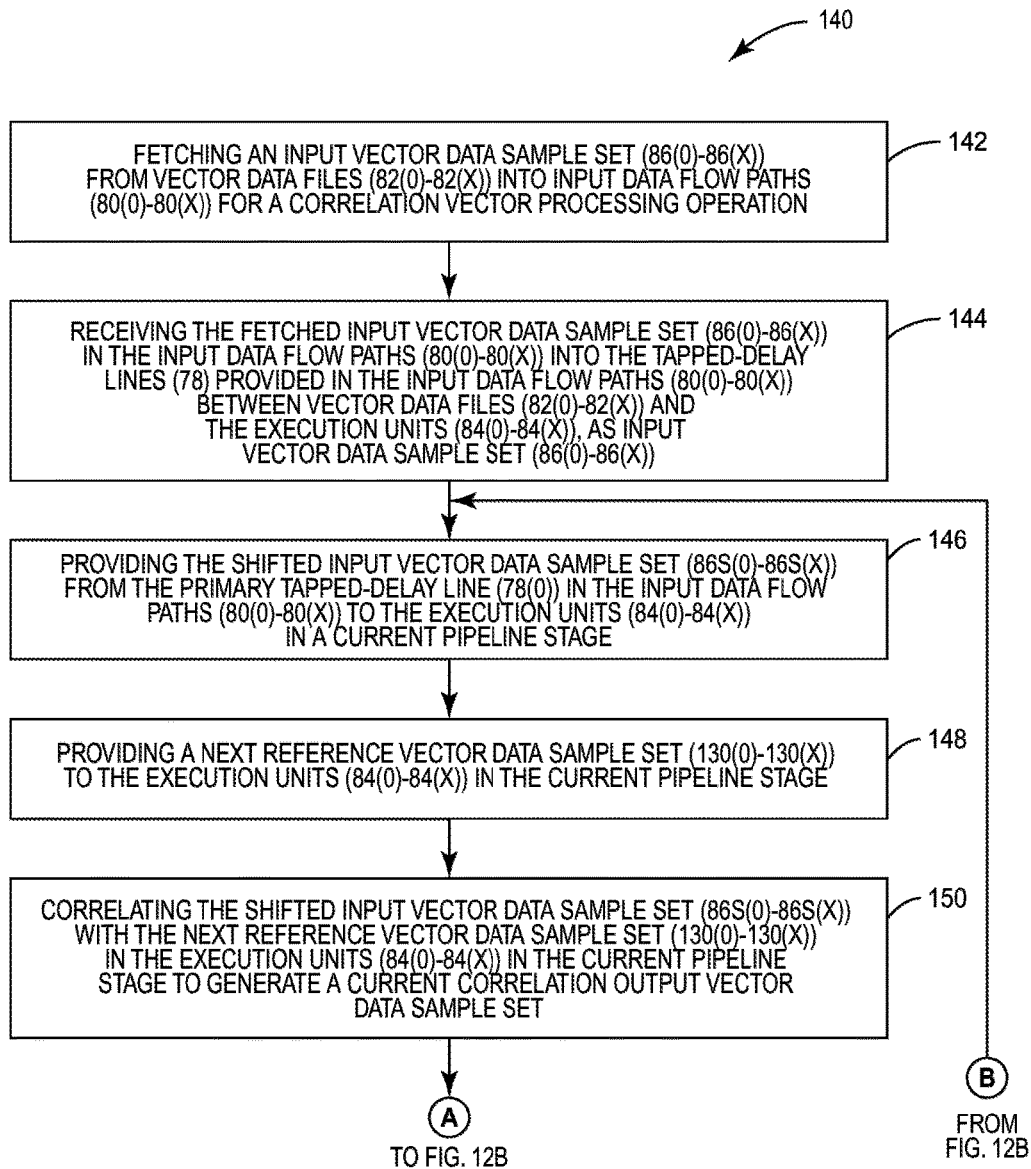 140
FETCHING AN INPUT VECTOR DATA SAMPLE SET (86(0)-86(X))
FROM VECTOR DATA FILES (82(0)-82(X)) INTO INPUT DATA FLOW PATHS
(80(0)-80(X)) FOR A CORRELATION VECTOR PROCESSING OPERATION
142
RECEIVING THE FETCHED INPUT VECTOR DATA SAMPLE SET (86(0)-86(X))
IN THE INPUT DATA FLOW PATHS (80(0)-80(X)) INTO THE TAPPED-DELAY
LINES (78) PROVIDED IN THE INPUT DATA FLOW PATHS (80(0)-80(X))
BETWEEN VECTOR DATA FILES (82(0)-82(X)) AND
THE EXECUTION UNITS (84(0)-84(X)), AS INPUT
VECTOR DATA SAMPLE SET (86(0)-86(X))
144
PROVIDING THE SHIFTED INPUT VECTOR DATA SAMPLE SET (86S(0)-86S(X))
FROM THE PRIMARY TAPPED-DELAY LINE (78(0)) IN THE INPUT DATA FLOW
PATHS (80(0)-80(X)) TO THE EXECUTION UNITS (84(0)-84(X))
IN A CURRENT PIPELINE STAGE
146
PROVIDING A NEXT REFERENCE VECTOR DATA SAMPLE SET (130(0)-130(X))
TO THE EXECUTION UNITS (84(0)-84(X)) IN THE CURRENT PIPELINE STAGE
148
CORRELATING THE SHIFTED INPUT VECTOR DATA SAMPLE SET (86S(0)-86S(X))
WITH THE NEXT REFERENCE VECTOR DATA SAMPLE SET (130(0)-130(X))
IN THE EXECUTION UNITS (84(0)-84(X)) IN THE CURRENT PIPELINE
STAGE TO GENERATE A CURRENT CORRELATION OUTPUT VECTOR
DATA SAMPLE SET
150
A
TO FIG. 12B
B
FROM
FIG. 12B